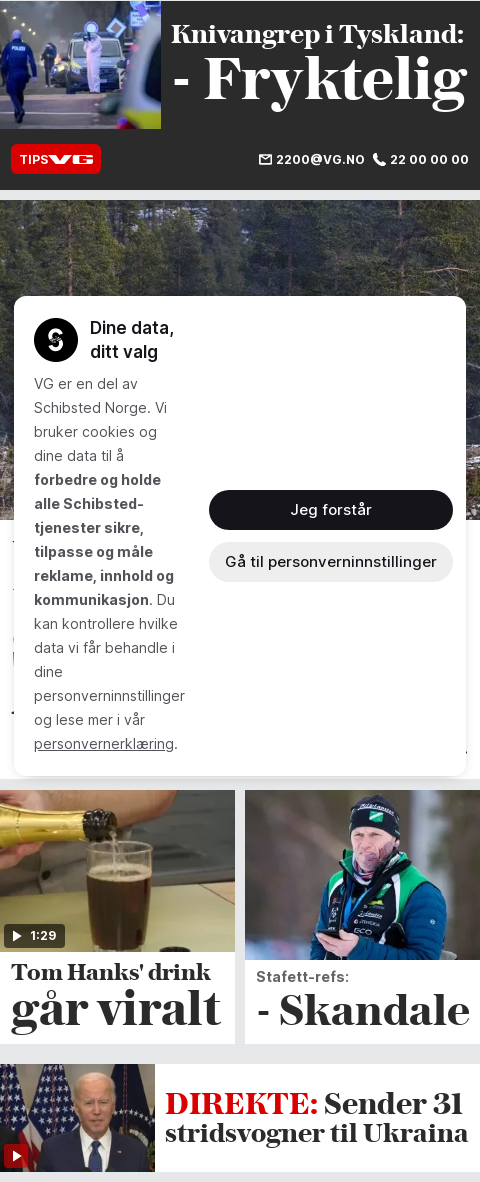 Knivangrep i Tyskland:
- Fryktelig
TIPS VG
2200@VG.NO
22 00 00 00
Dine data,
ditt valg
VG er en del av
Schibsted Norge. Vi
bruker cookies og
dine data til å
forbedre og holde
alle Schibsted-
tjenester sikre,
tilpasse og måle
reklame, innhold og
kommunikasjon. Du
kan kontrollere hvilke
data vi får behandle i
dine
personverninnstillinger
og lese mer i vår
personvernerklæring.
Jeg forstår
Gå til personverninnstillinger
1:29
Tom Hanks' drink
går viralt
Stafett-refs:
- Skandale
DIREKTE: Sender 31
stridsvogner til Ukraina